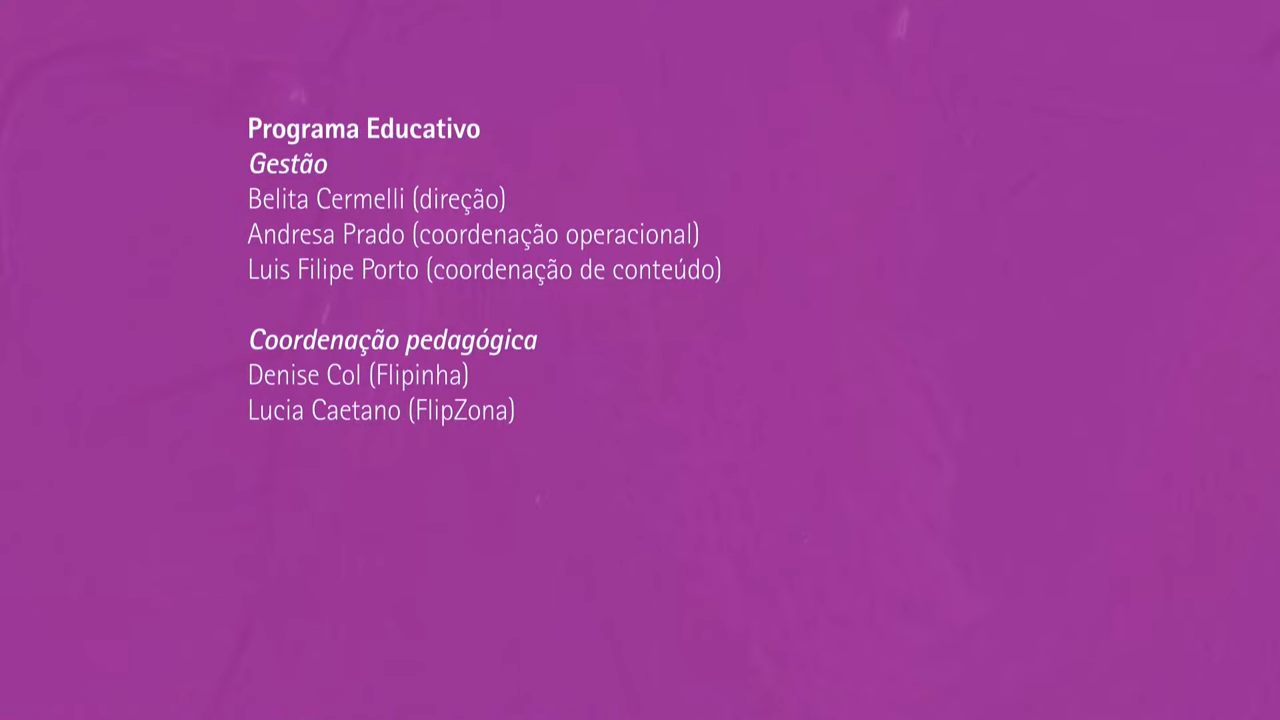 Programa Educativo
Gestão
Belita Cermelli (direção)
Andresa Prado (coordenação operacional)
Luis Filipe Porto (coordenação de conteúdo)
Coordenação pedagógica
Denise Col (Flipinha)
Lucia Caetano (FlipZona)